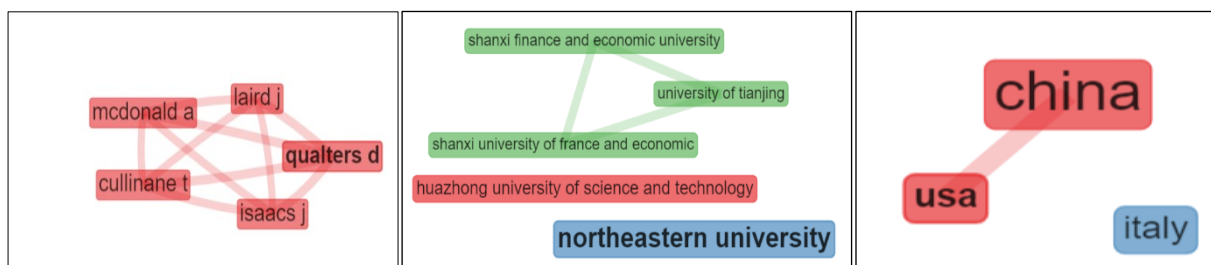 laird j
mcdonald a
qualters d
cullinane t
isaacs j
shanxi finance and economic university
university of tianjing
shanxi university of france and economic
huazhong university of science and technology
northeastern university
china
usa
italy